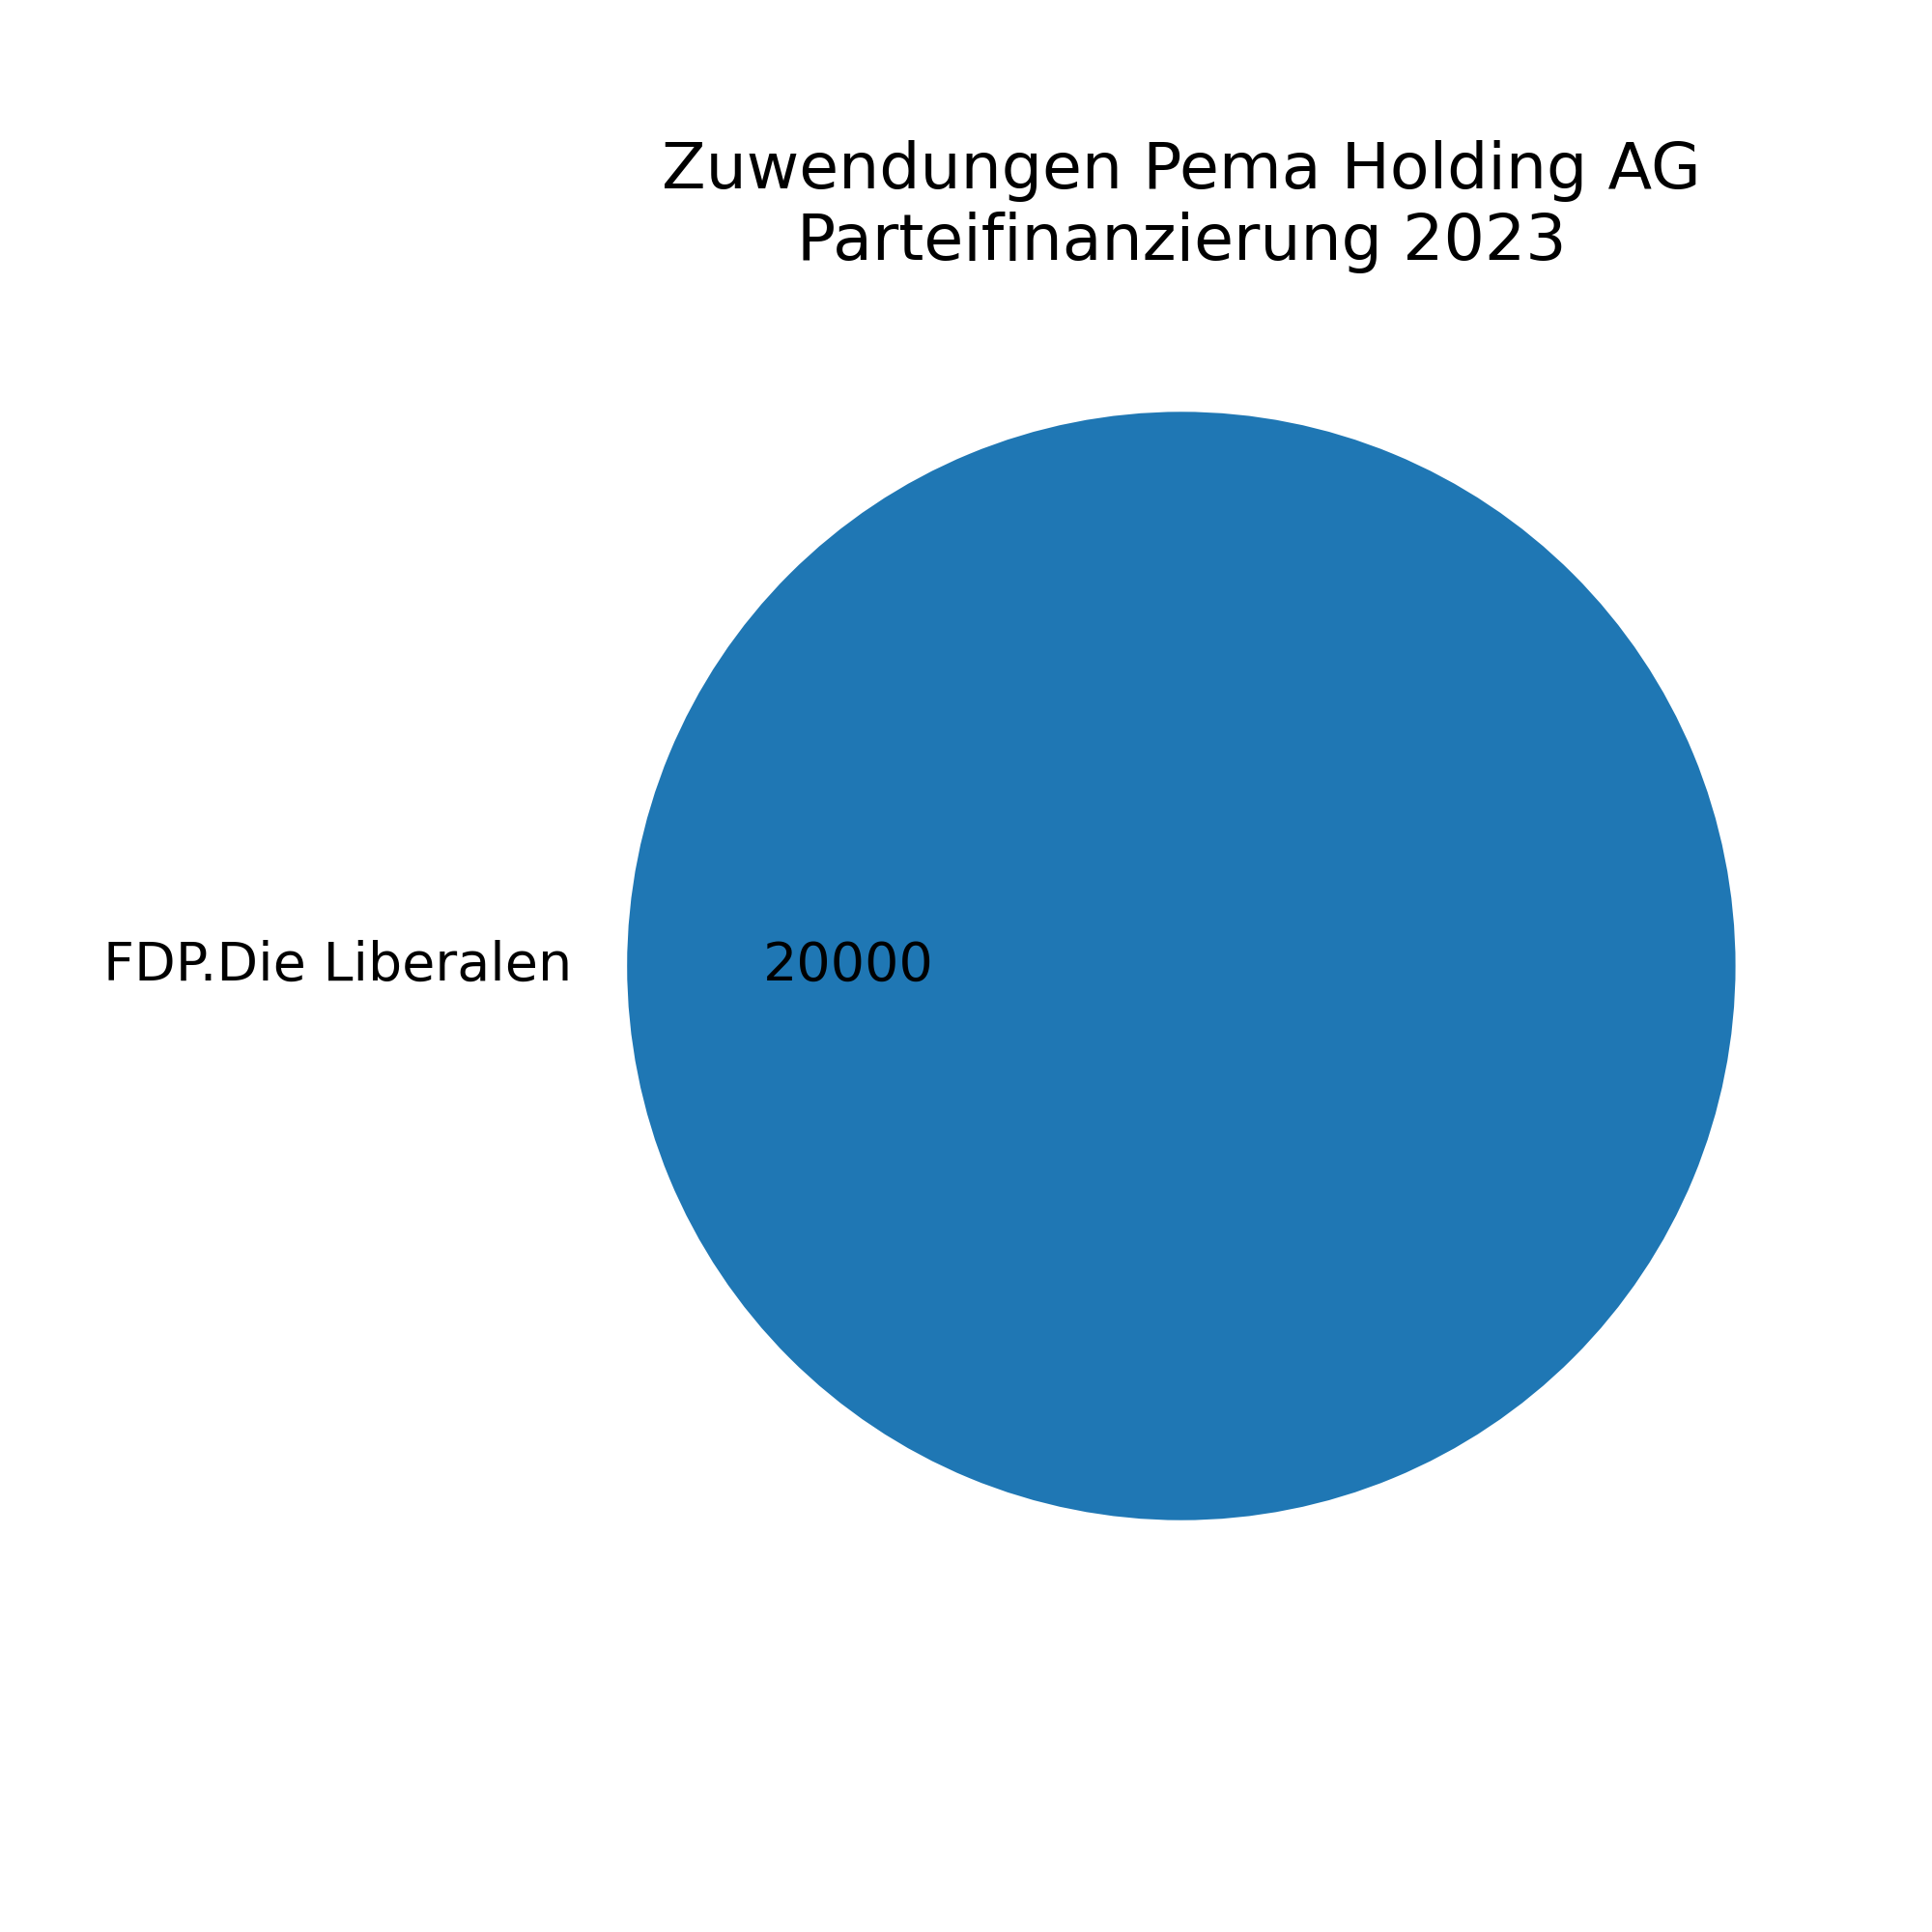 Zuwendungen Pema Holding AG
Parteifinanzierung 2023
FDP.Die Liberalen
20000